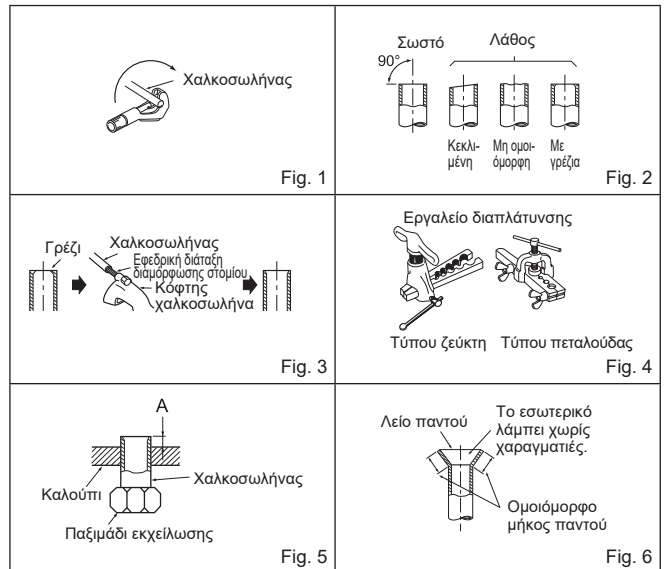 Χαλκοσωλήνας
Fig. 1
Σωστό
Λάθος
90°
Κεκλι-
μένη
Μη ομοι-
όμορφη
Με
γρέζια
Fig. 2
Γρέζι
Χαλκοσωλήνας
Εφεδρική διάταξη
διαμόρφωσης στομίου
Κόφτης
χαλκοσωλήνα
Fig. 3
Εργαλείο διαπλάτυνσης
Τύπου ζεύκτη
Τύπου πεταλούδας
Fig. 4
A
Χαλκοσωλήνας
Καλούπι
Παξιμάδι εκχείλωσης
Fig. 5
Λείο παντού
Το εσωτερικό
λάμπει χωρίς
χαραγματιές.
Ομοιόμορφο
μήκος παντού
Fig. 6